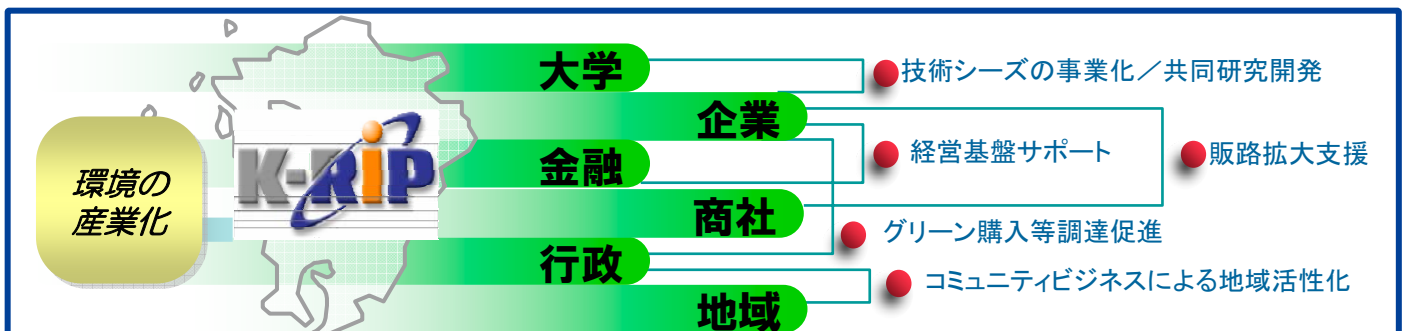 大学
技術シーズの事業化／共同研究開発
企業
環境の
産業化
K-RIP
金融
経営基盤サポート
販路拡大支援
商社
グリーン購入等調達促進
行政
コミュニティビジネスによる地域活性化
地域